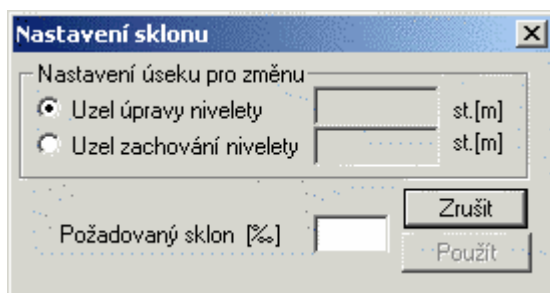 Nastavení sklonu
Nastavení úseku pro změnu
Uzel úpravy nivelety st.[m]
Uzel zachování nivelety st.[m]
Zrušit
Požadovaný sklon [‰]
Použít